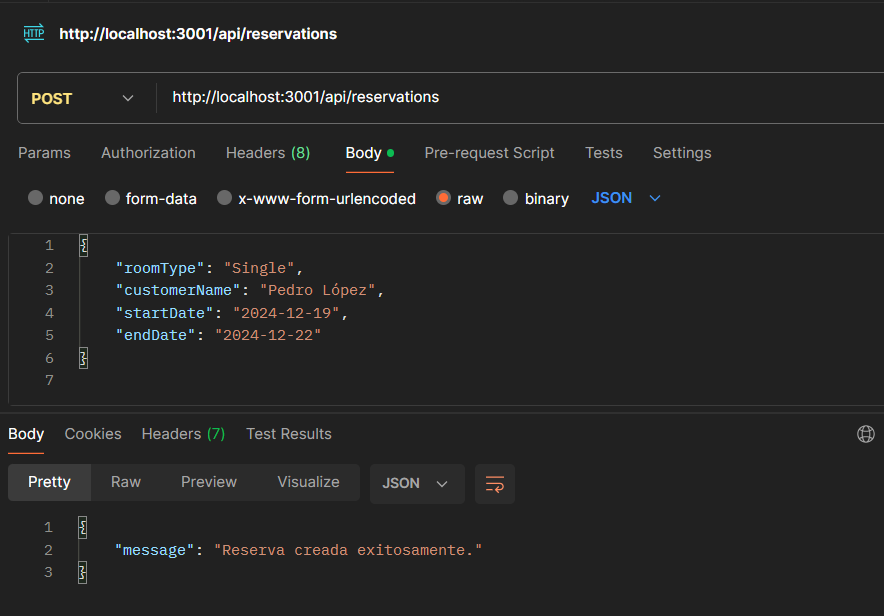 HTTP http://localhost:3001/api/reservations
POST http://localhost:3001/api/reservations
Params Authorization Headers (8) Body Pre-request Script Tests Settings
none form-data x-www-form-urlencoded raw binary JSON
1 {
2 "roomType": "Single",
3 "customerName": "Pedro López",
4 "startDate": "2024-12-19",
5 "endDate": "2024-12-22"
6 }
7
Body Cookies Headers (7) Test Results
Pretty Raw Preview Visualize JSON
1 {
2 "message": "Reserva creada exitosamente."
3 }